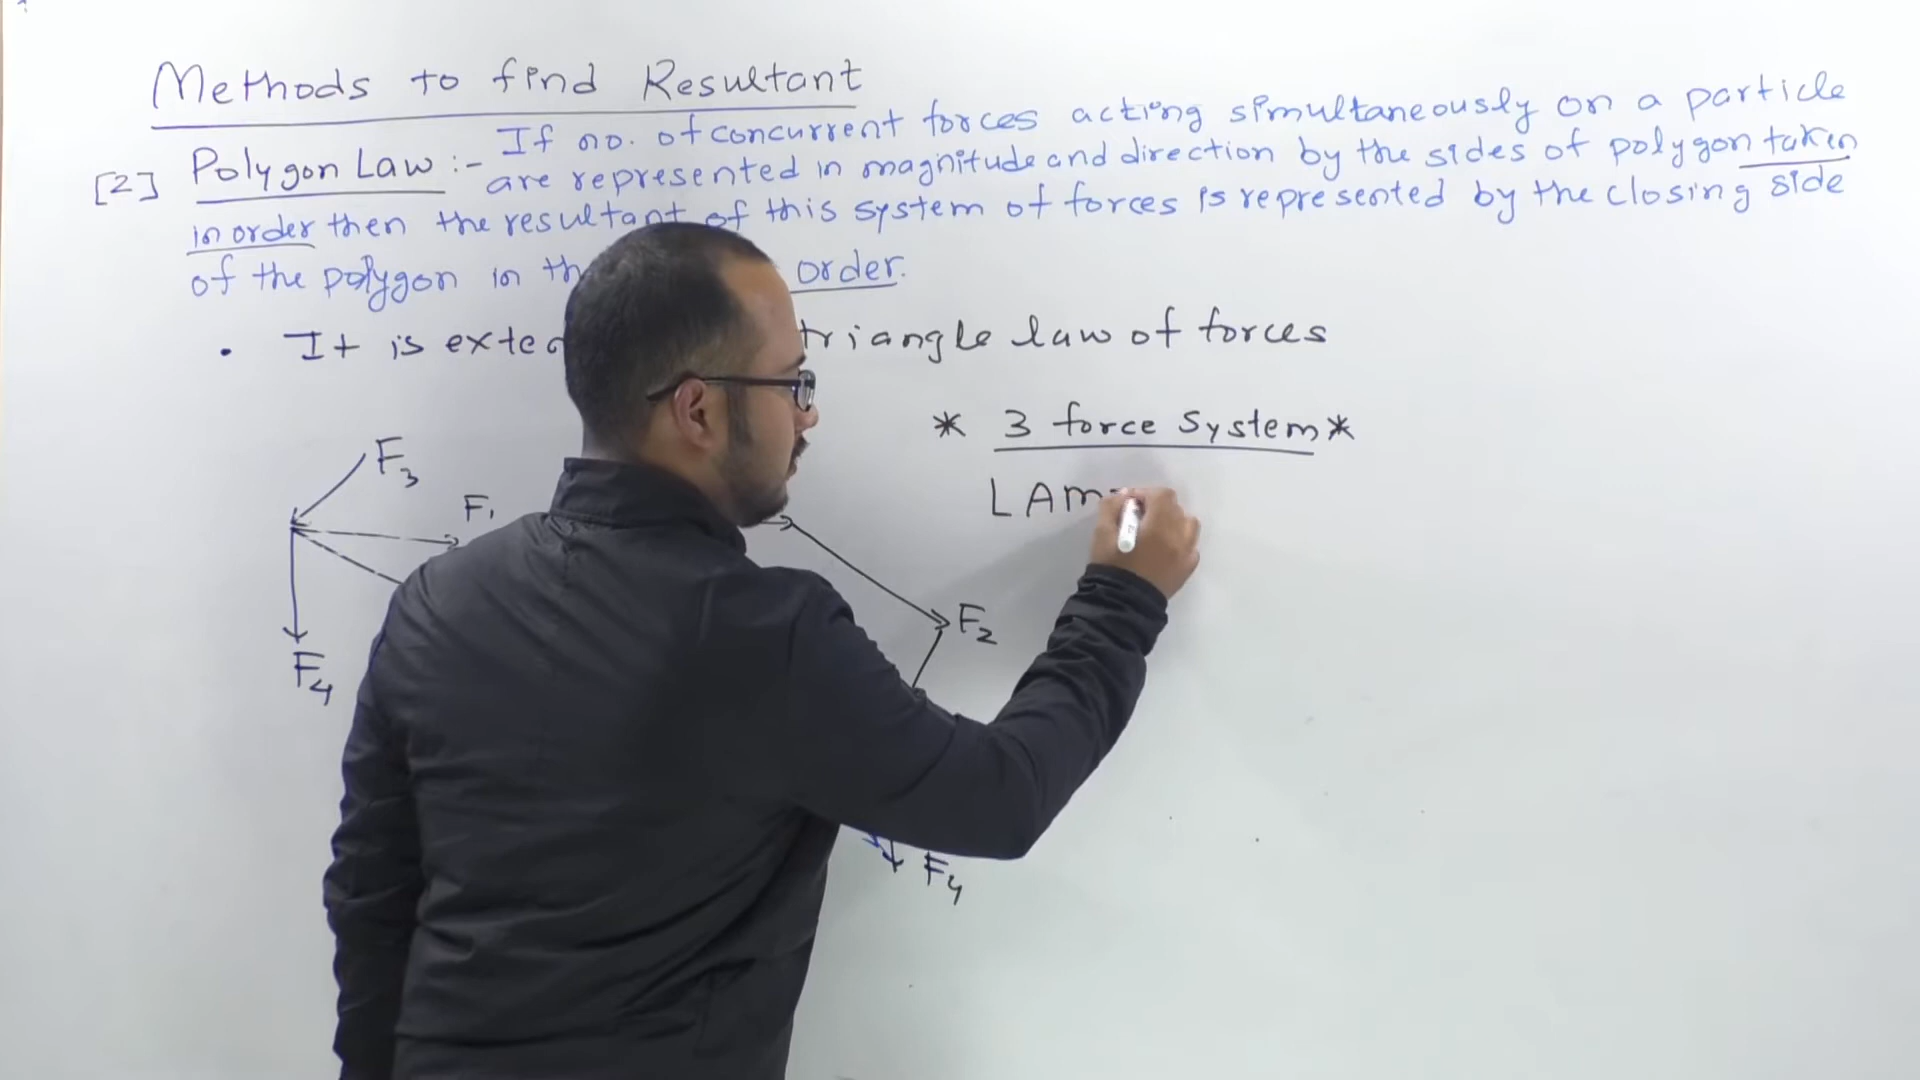 Methods to find Resultant
[2] Polygon Law :- If no. of concurrent forces acting simultaneously on a particle
are represented in magnitude and direction by the sides of polygon taken
in order then the resultant of this system of forces is represented by the closing side
of the polygon in th order.
• It is exte triangle law of forces
* 3 force System *
LAM
F3
F1
F2
F4
F4